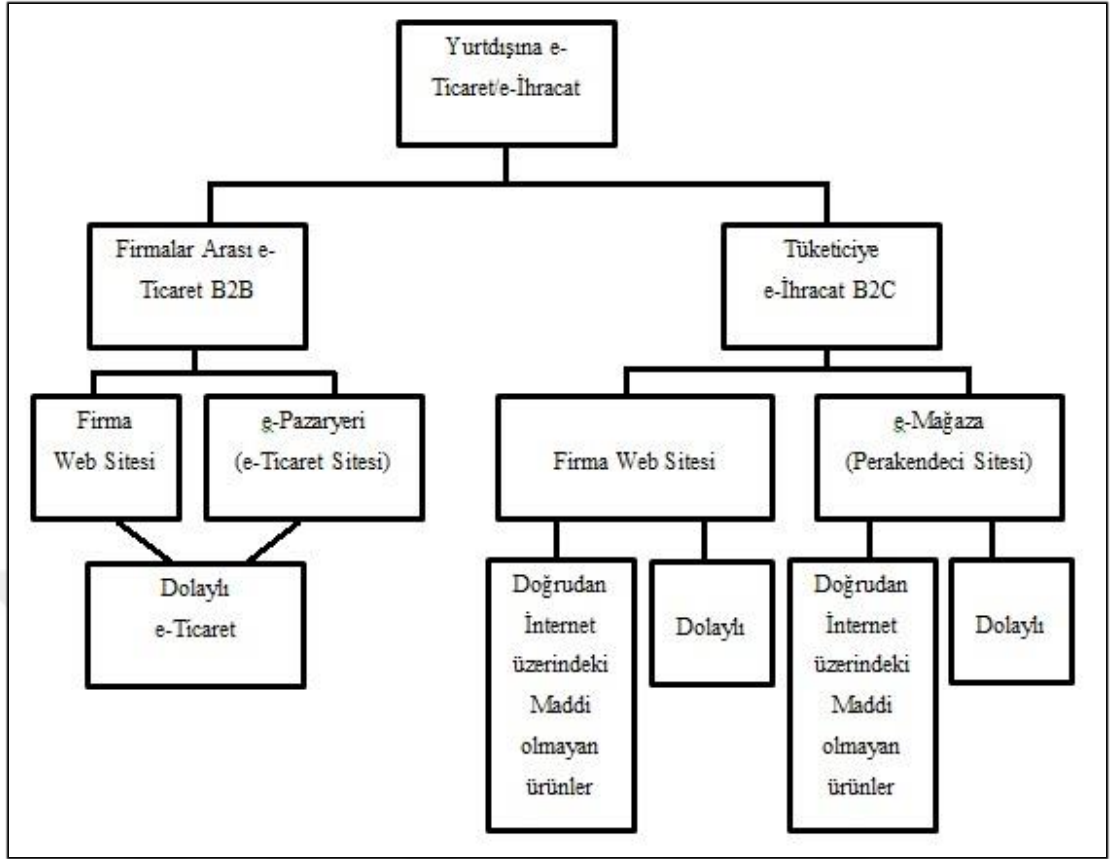 Yurtdışına e-
Ticaret/e-İhracat
Firmalar Arası e-
Ticaret B2B
Tüketiciye
e-İhracat B2C
Firma
Web Sitesi
e-Pazaryeri
(e-Ticaret Sitesi)
Firma Web Sitesi
e-Mağaza
(Perakendeci Sitesi)
Dolaylı
e-Ticaret
Doğrudan
İnternet
üzerindeki
Maddi
olmayan
ürünler
Dolaylı
Doğrudan
İnternet
üzerindeki
Maddi
olmayan
ürünler
Dolaylı